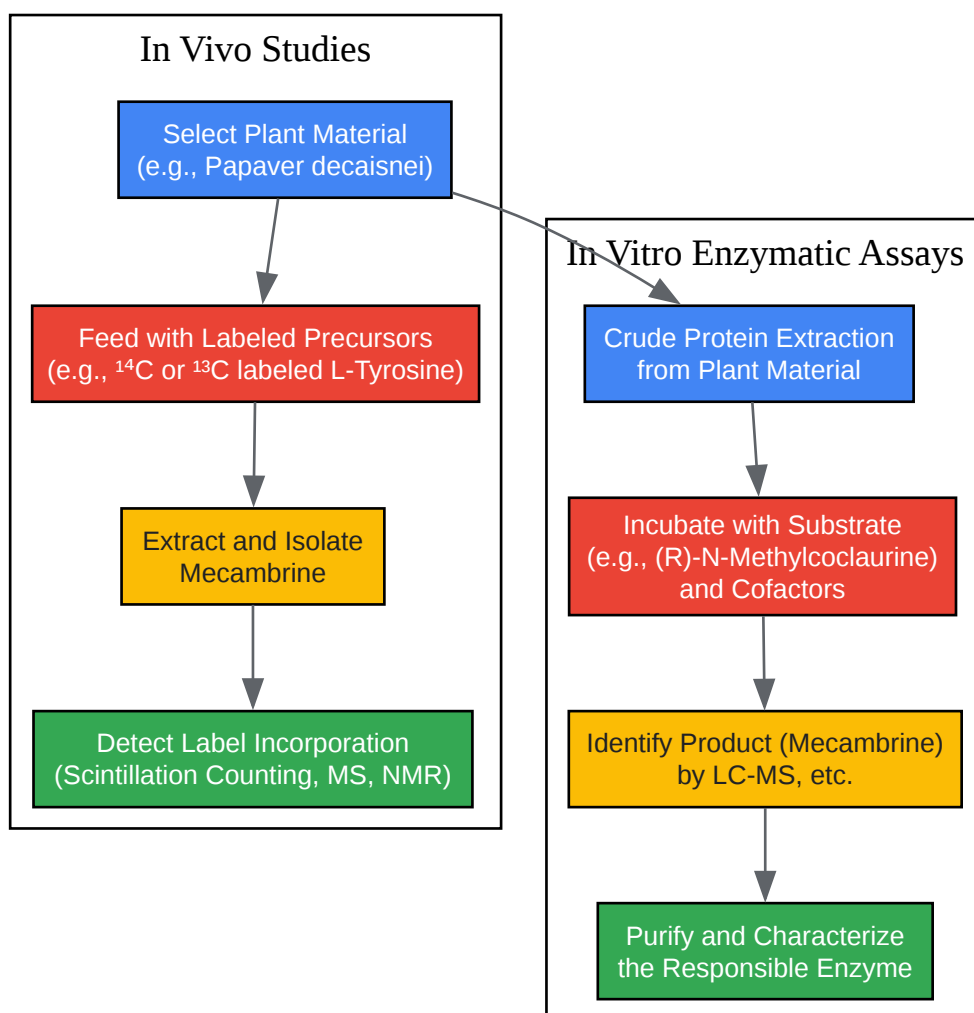 In Vivo Studies
Select Plant Material
(e.g., Papaver decaisnei)
Feed with Labeled Precursors
(e.g., ¹⁴C or ¹³C labeled L-Tyrosine)
Extract and Isolate
Mecambrine
Detect Label Incorporation
(Scintillation Counting, MS, NMR)
In Vitro Enzymatic Assays
Crude Protein Extraction
from Plant Material
Incubate with Substrate
(e.g., (R)-N-Methylcoclaurine)
and Cofactors
Identify Product (Mecambrine)
by LC-MS, etc.
Purify and Characterize
the Responsible Enzyme